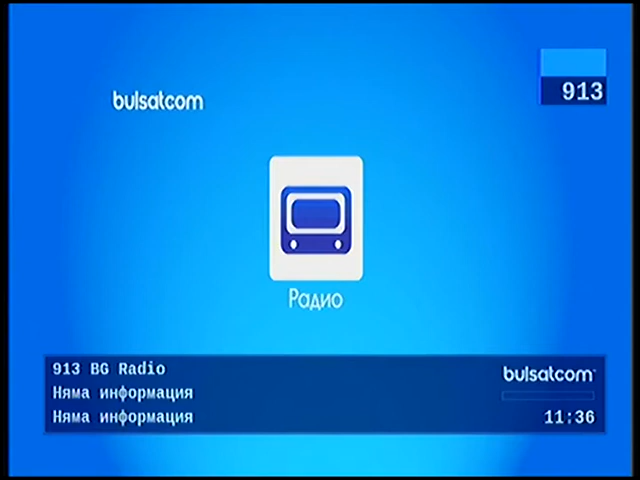 bulsatcom
913
Радио
913 BG Radio
Няма информация
Няма информация
bulsatcom
11:36